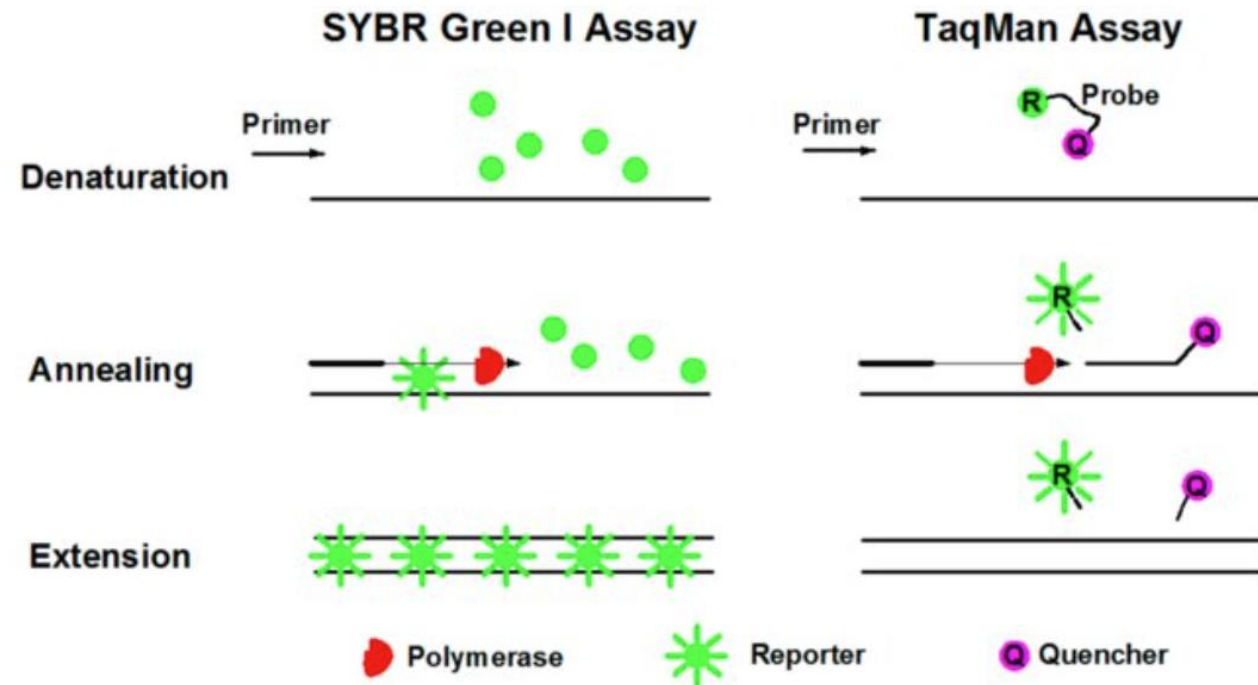 SYBR Green I Assay
TaqMan Assay
Primer
Primer
R
Probe
Q
Denaturation
R
Q
Annealing
R
Q
Extension
Polymerase
Reporter
Q Quencher